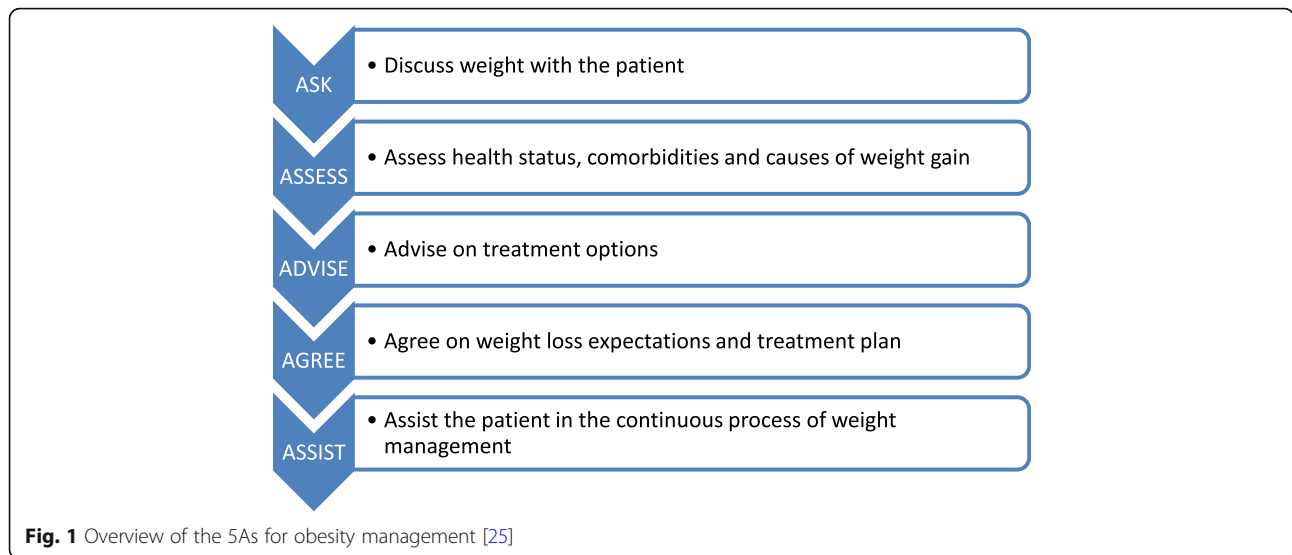 ASK
• Discuss weight with the patient
ASSESS
• Assess health status, comorbidities and causes of weight gain
ADVISE
• Advise on treatment options
AGREE
• Agree on weight loss expectations and treatment plan
ASSIST
• Assist the patient in the continuous process of weight
management
Fig. 1 Overview of the 5As for obesity management [25]